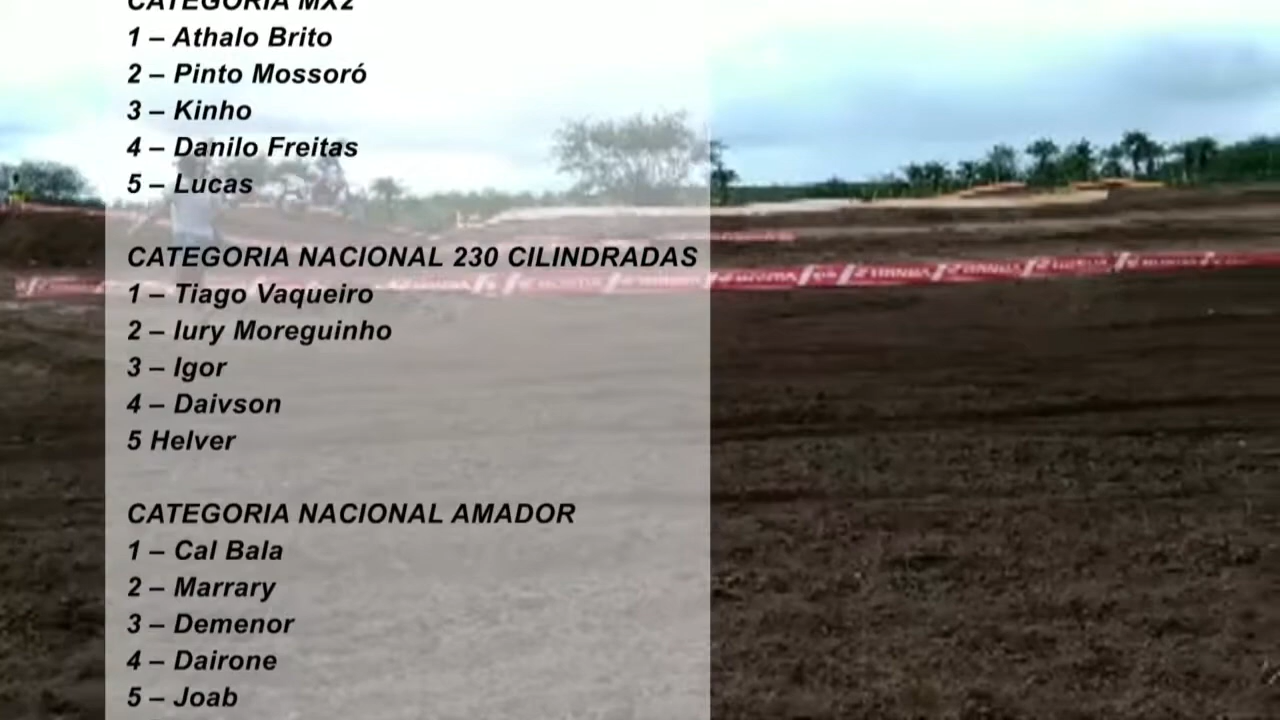 CATEGORIA MX2
1 – Athalo Brito
2 – Pinto Mossoró
3 – Kinho
4 – Danilo Freitas
5 – Lucas
CATEGORIA NACIONAL 230 CILINDRADAS
1 – Tiago Vaqueiro
2 – Iury Moreguinho
3 – Igor
4 – Daivson
5 Helver
CATEGORIA NACIONAL AMADOR
1 – Cal Bala
2 – Marrary
3 – Demenor
4 – Dairone
5 – Joab